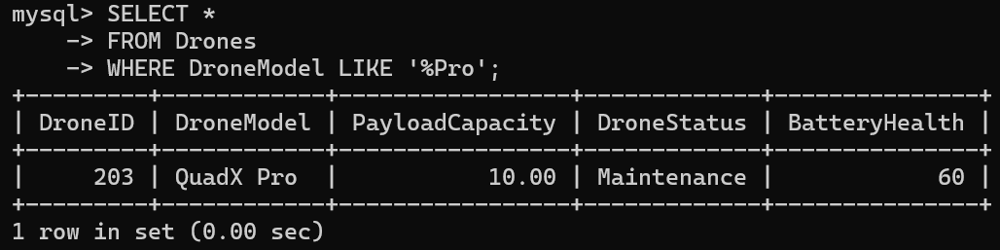 mysql> SELECT *
    -> FROM Drones
    -> WHERE DroneModel LIKE '%Pro';
+---------+------------+-----------------+-------------+---------------+
| DroneID | DroneModel | PayloadCapacity | DroneStatus | BatteryHealth |
+---------+------------+-----------------+-------------+---------------+
|     203 | QuadX Pro  |           10.00 | Maintenance |            60 |
+---------+------------+-----------------+-------------+---------------+
1 row in set (0.00 sec)